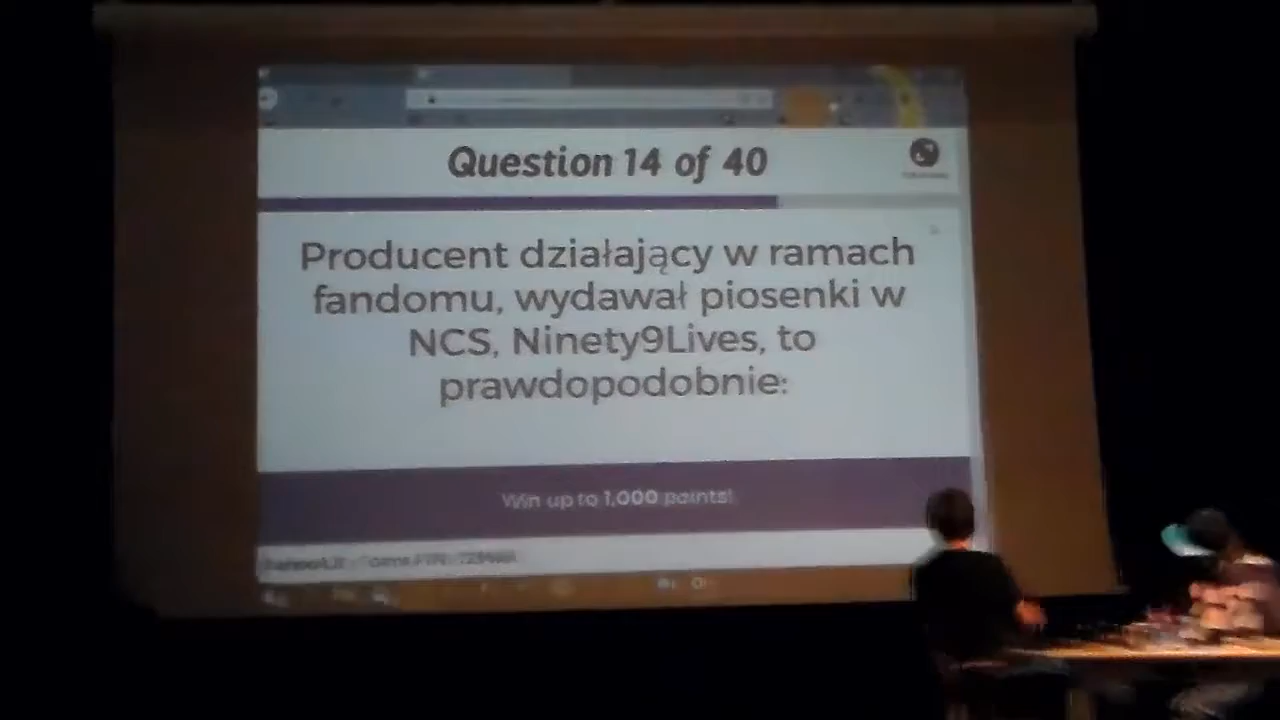 Question 14 of 40
Producent działający w ramach
fandomu, wydawał piosenki w
NCS, Ninety9Lives, to
prawdopodobnie:
Win up to 1,000 points!